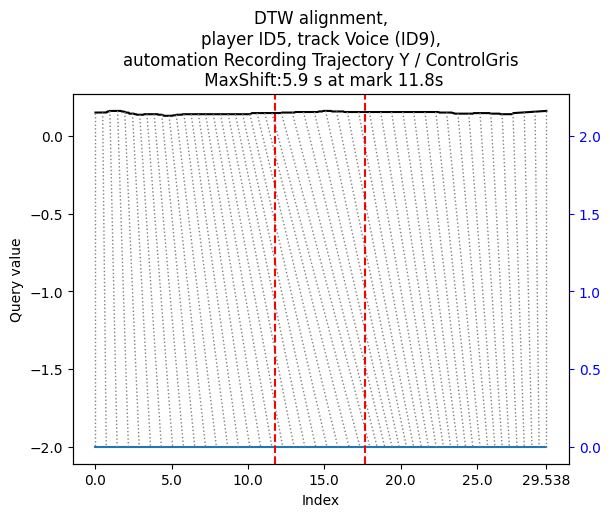 DTW alignment,
player ID5, track Voice (ID9),
automation Recording Trajectory Y / ControlGris
MaxShift:5.9 s at mark 11.8s
0.0
−0.5
−1.0
−1.5
−2.0
Query value
2.0
1.5
1.0
0.5
0.0
0.0 5.0 10.0 15.0 20.0 25.0 29.538
Index